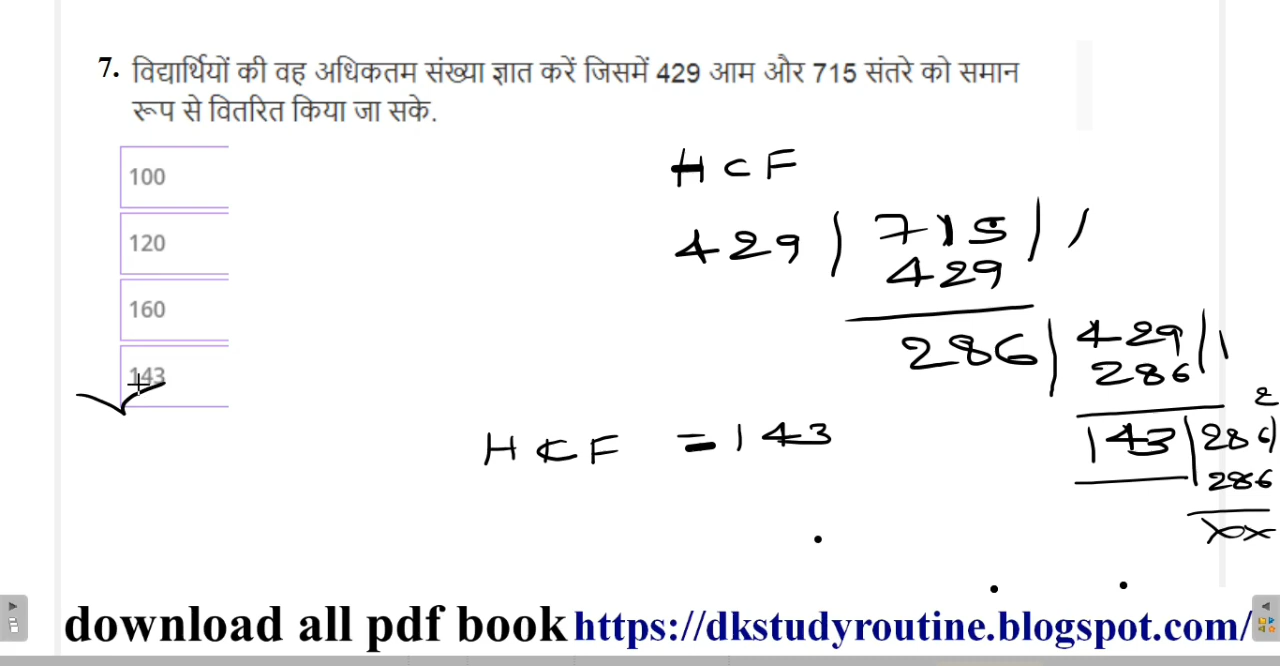 7. विद्यार्थियों की वह अधिकतम संख्या ज्ञात करें जिसमें 429 आम और 715 संतरे को समान
रूप से वितरित किया जा सके.
100
120
160
143
HCF
429 ) 715 ) 1
429
286 ) 429 ) 1
286
2
143 ) 286 )
286
xx
HCF = 143
download all pdf book https://dkstudyroutine.blogspot.com/